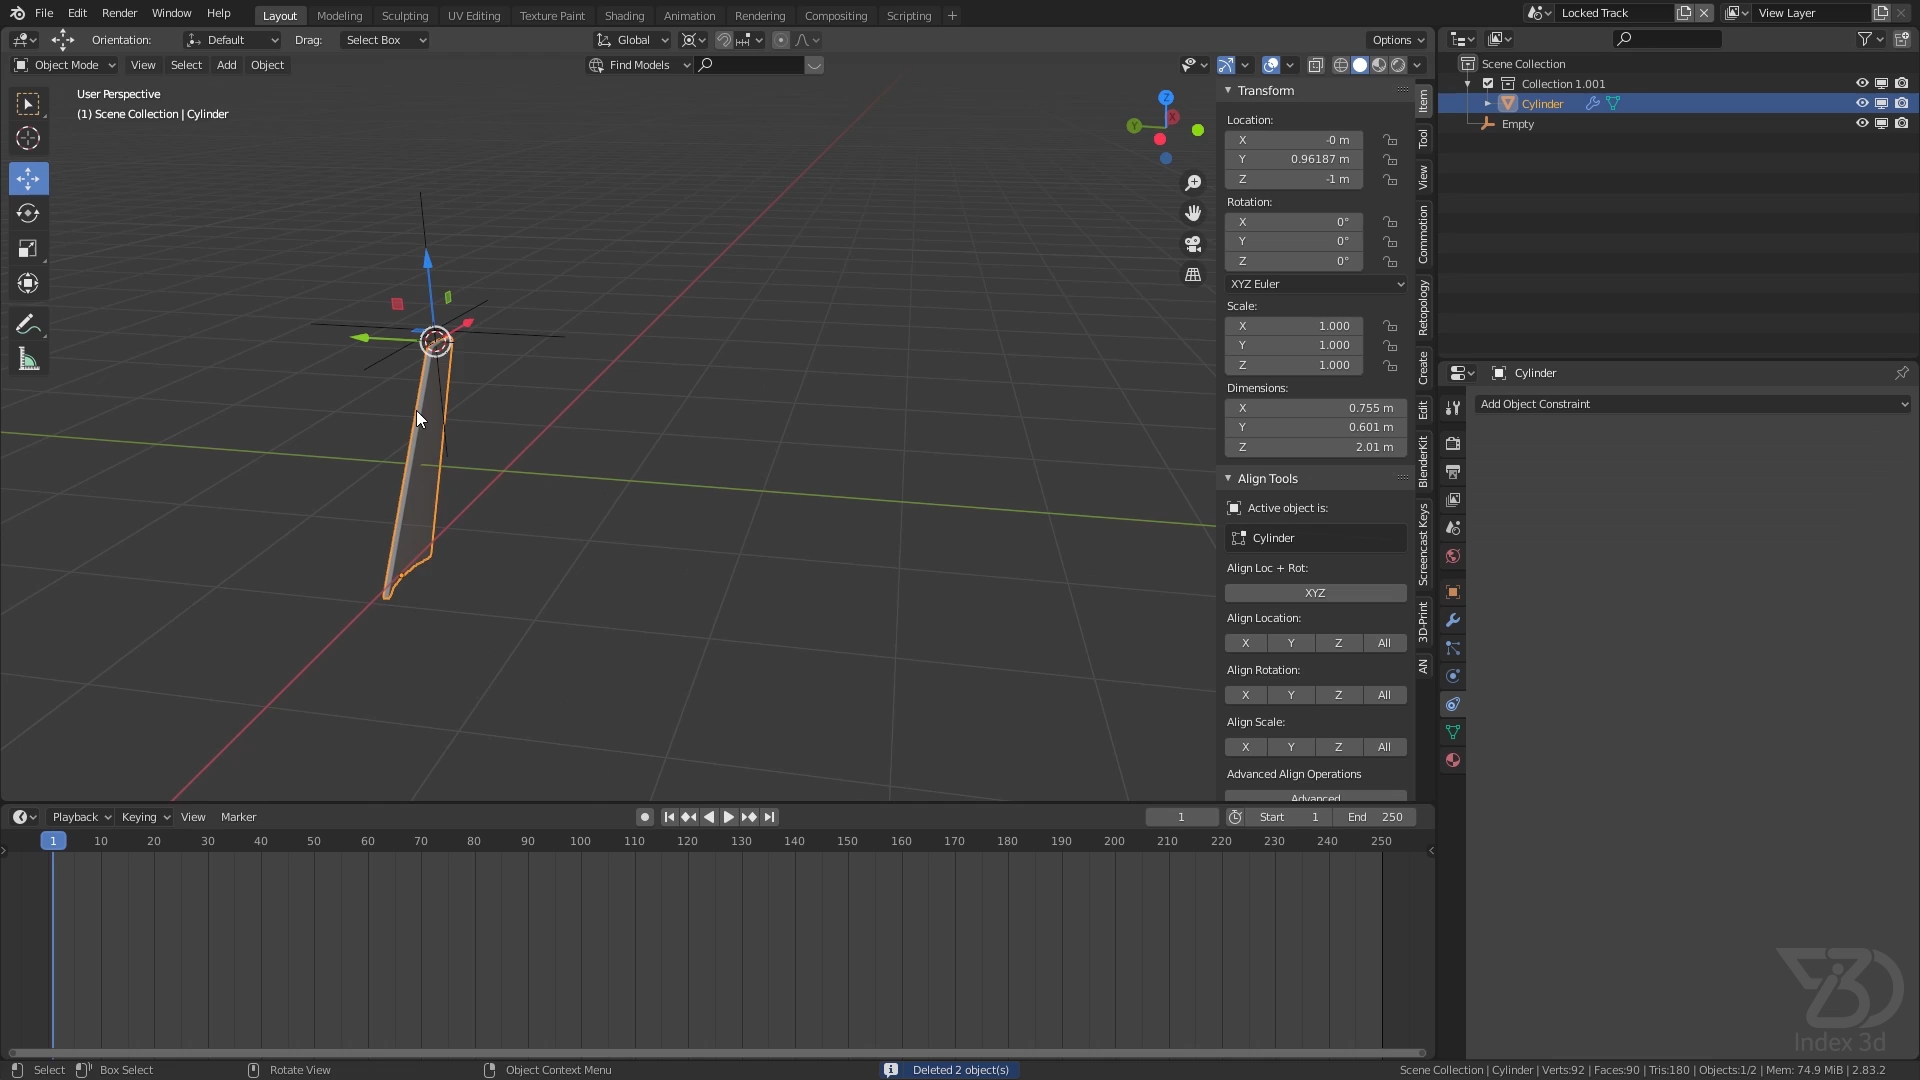 File Edit Render Window Help Layout Modeling Sculpting UV Editing Texture Paint Shading Animation Rendering Compositing Scripting + Locked Track View Layer
Orientation: Default Drag: Select Box Global Options
Object Mode View Select Add Object Find Models
User Perspective
(1) Scene Collection | Cylinder
Z
Y
X
Transform
Location:
X -0 m
Y 0.96187 m
Z -1 m
Rotation:
X 0°
Y 0°
Z 0°
XYZ Euler
Scale:
X 1.000
Y 1.000
Z 1.000
Dimensions:
X 0.755 m
Y 0.601 m
Z 2.01 m
Align Tools
Active object is:
Cylinder
Align Loc + Rot:
XYZ
Align Location:
X Y Z All
Align Rotation:
X Y Z All
Align Scale:
X Y Z All
Advanced Align Operations
Advanced
Item
Tool
View
Commotion
Retopology
Create
Edit
BlenderKit
Screencast Keys
3D-Print
AN
Scene Collection
Collection 1.001
Cylinder
Empty
Cylinder
Add Object Constraint
Playback Keying View Marker 1 Start 1 End 250
1 10 20 30 40 50 60 70 80 90 100 110 120 130 140 150 160 170 180 190 200 210 220 230 240 250
Index 3d
Select Box Select Rotate View Object Context Menu Deleted 2 object(s) Scene Collection | Cylinder | Verts:92 | Faces:90 | Tris:180 | Objects:1/2 | Mem: 74.9 MiB | 2.83.2